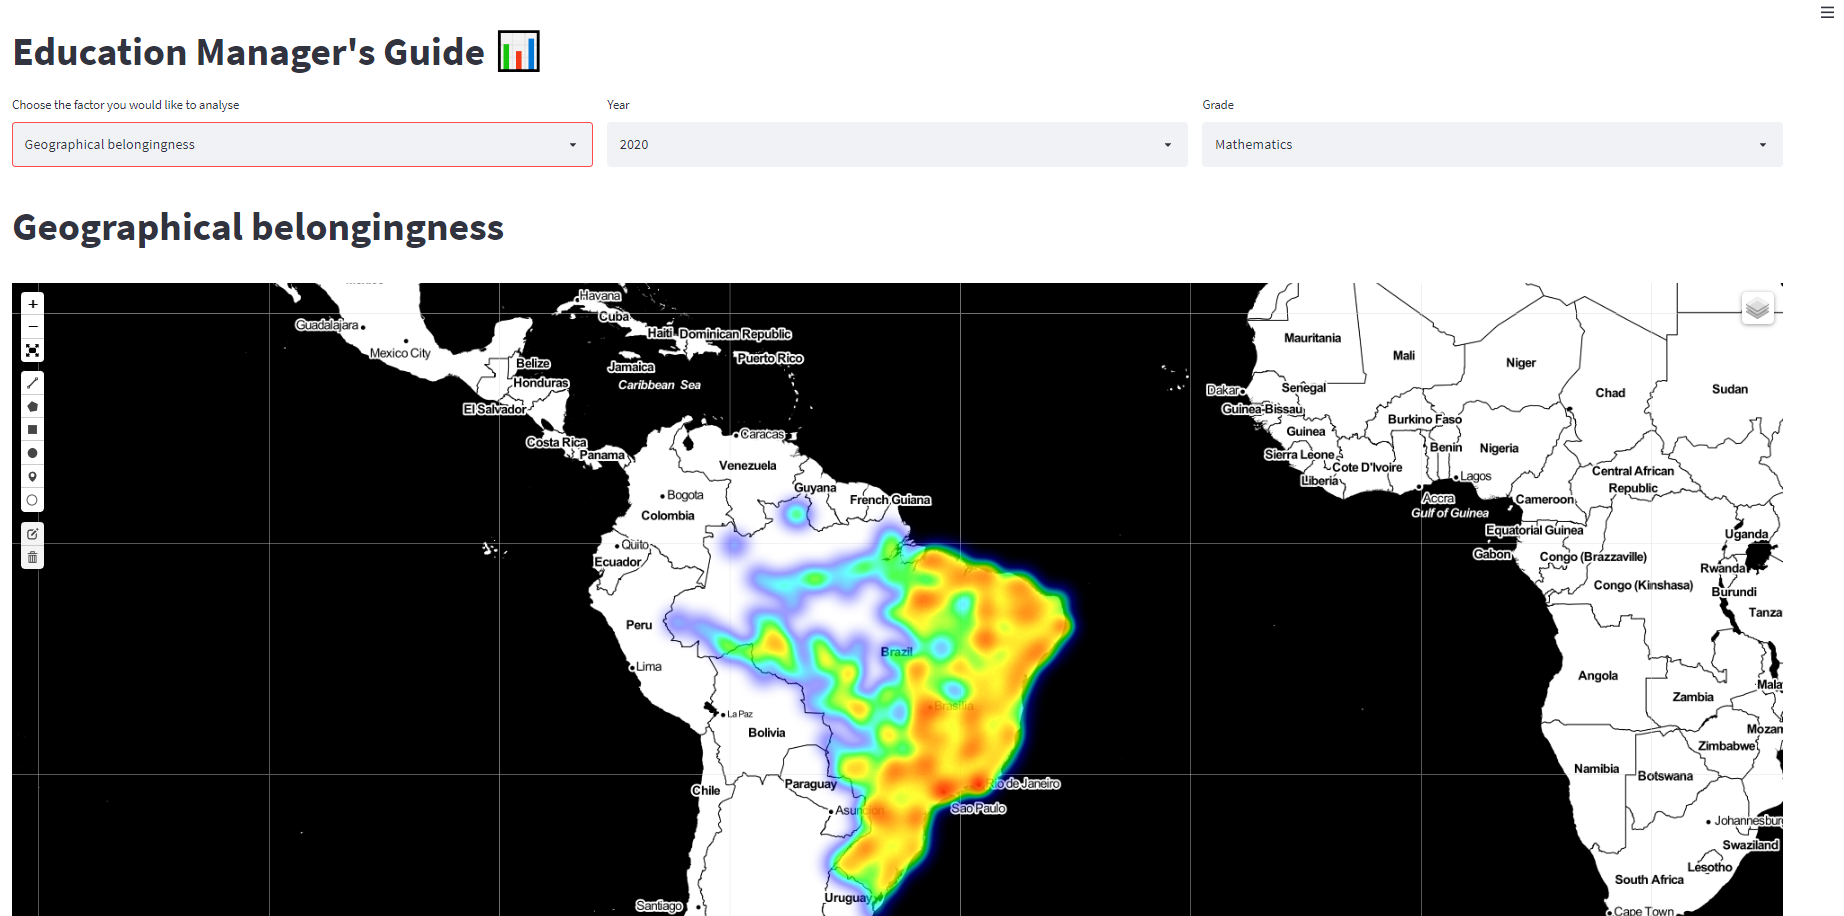 Education Manager's Guide
Choose the factor you would like to analyse
Year
Grade
Geographical belongingness
2020
Mathematics
Geographical belongingness
Havana
Cuba
Guadalajara
Haiti
Dominican Republic
Mexico City
Puerto Rico
Belize
Jamaica
Honduras
Caribbean Sea
El Salvador
Costa Rica
Caracas
Panama
Venezuela
Guyana
Bogota
French Guiana
Colombia
Quito
Ecuador
Peru
Brazil
Lima
Brasilia
La Paz
Bolivia
Paraguay
Rio de Janeiro
Chile
Sao Paulo
Asuncion
Uruguay
Santiago
Mauritania
Mali
Niger
Chad
Sudan
Dakar
Senegal
Guinea-Bissau
Burkino Faso
Guinea
Benin
Nigeria
Sierra Leone
Cote D'Ivoire
Liberia
Lagos
Central African
Republic
Accra
Cameroon
Gulf of Guinea
Equatorial Guinea
Uganda
Gabon
Congo (Brazzaville)
Rwanda
Congo (Kinshasa)
Burundi
Tanza
Angola
Mala
Zambia
Mozam
Zimbabwe
Namibia
Botswana
Johannesbur
Swaziland
Lesotho
South Africa
Cape Town